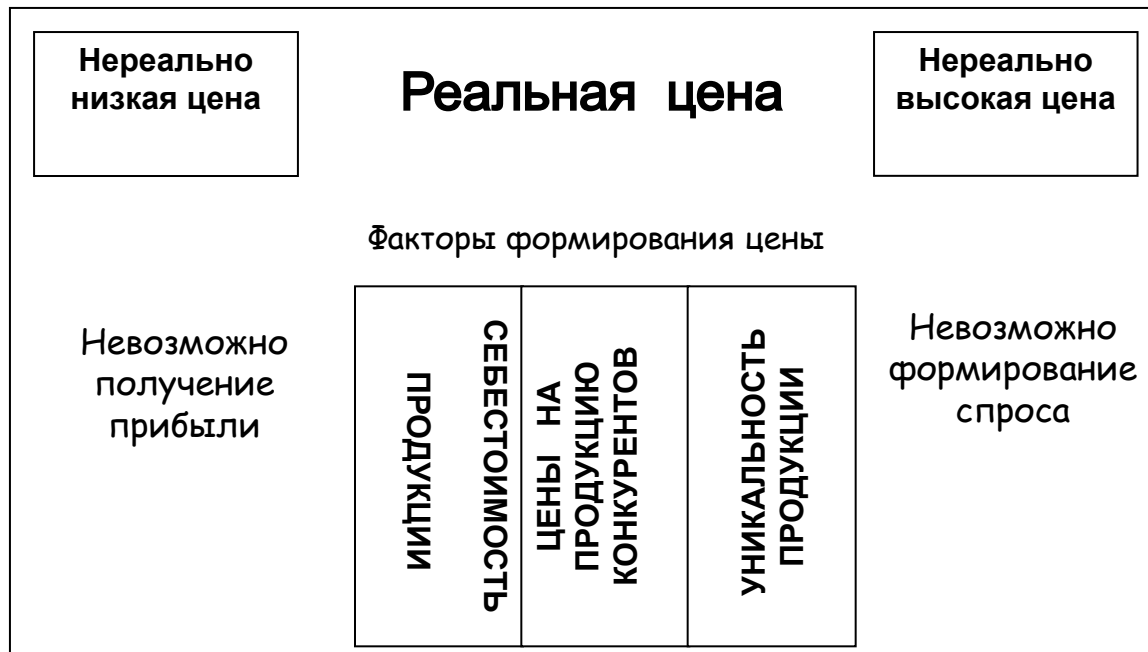 Нереально
низкая цена
Реальная цена
Нереально
высокая цена
Факторы формирования цены
Невозможно
получение
прибыли
СЕБЕСТОИМОСТЬ
ПРОДУКЦИИ
ЦЕНЫ НА
ПРОДУКЦИЮ
КОНКУРЕНТОВ
УНИКАЛЬНОСТЬ
ПРОДУКЦИИ
Невозможно
формирование
спроса